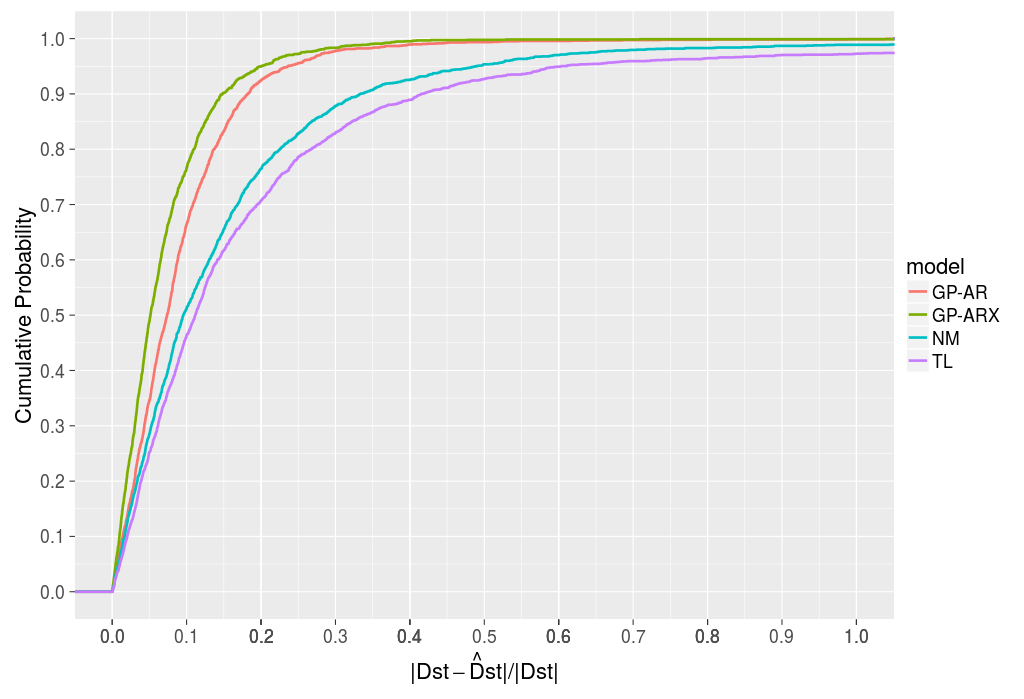 Cumulative Probability
1.0
0.9
0.8
0.7
0.6
0.5
0.4
0.3
0.2
0.1
0.0
0.0 0.1 0.2 0.3 0.4 0.5 0.6 0.7 0.8 0.9 1.0
|Dst − D̂st|/|Dst|
model
GP-AR
GP-ARX
NM
TL